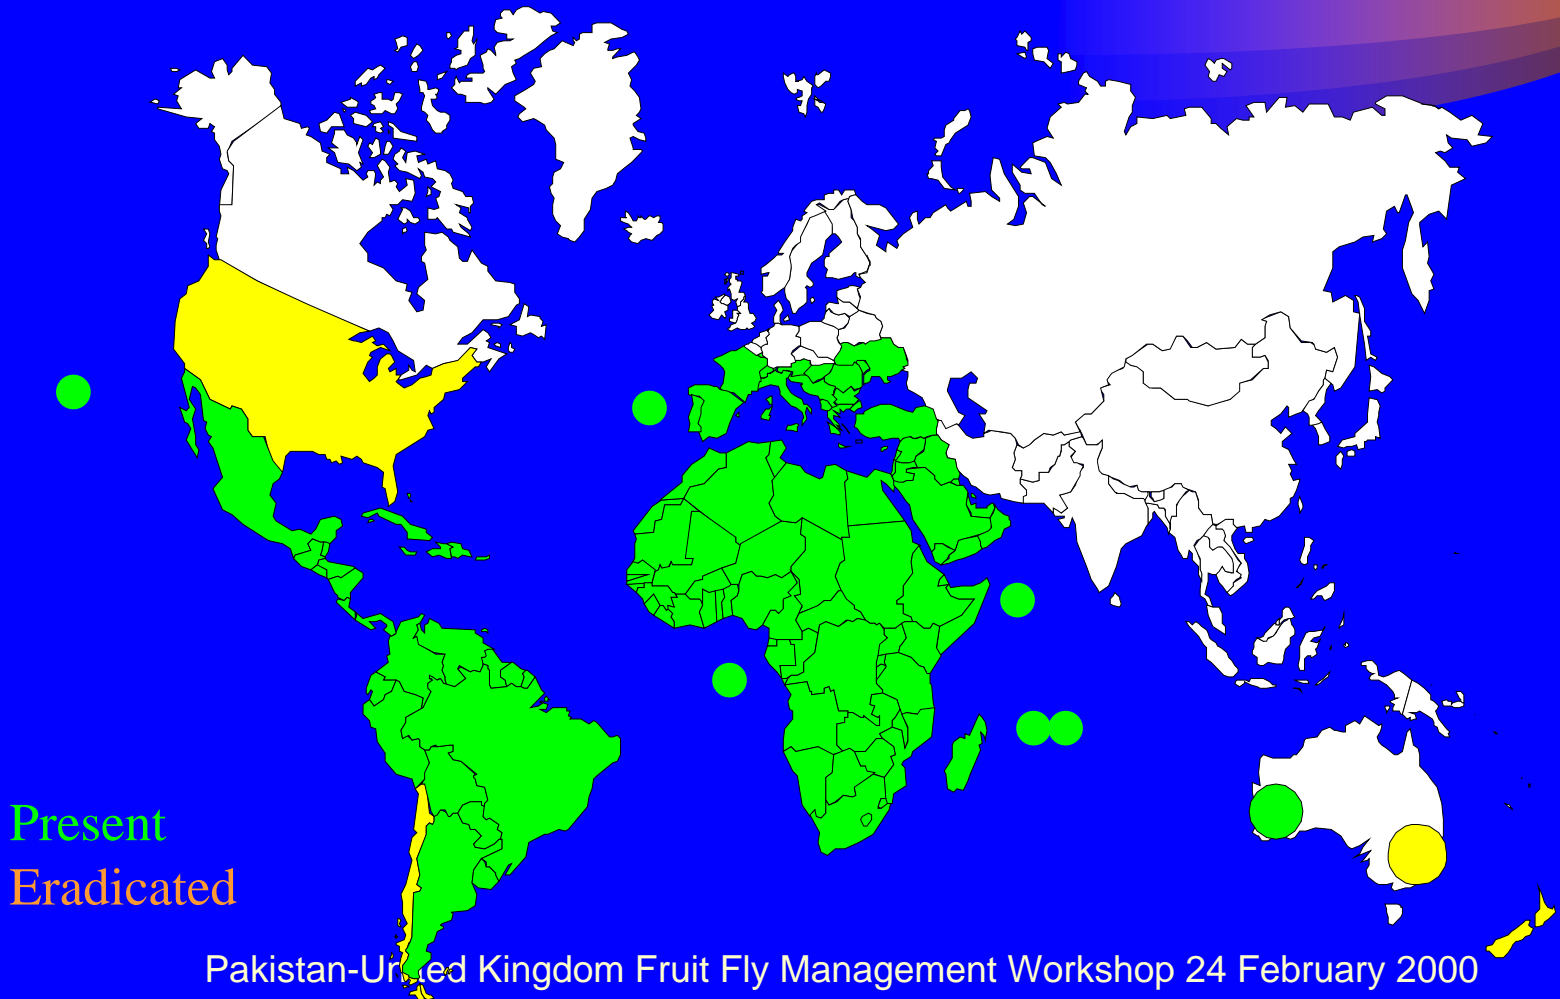 Present
Eradicated
Pakistan-United Kingdom Fruit Fly Management Workshop 24 February 2000